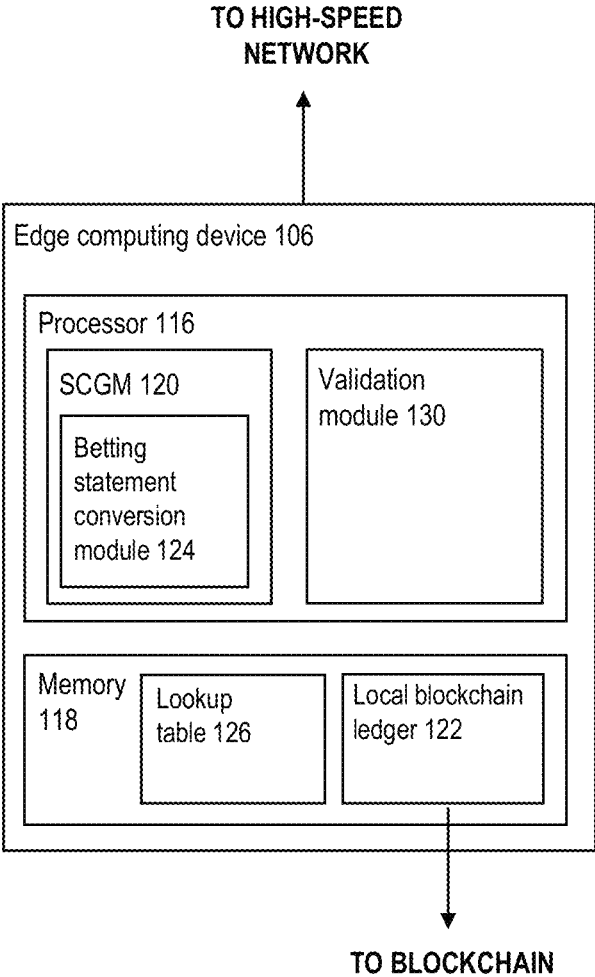 TO HIGH-SPEED
NETWORK
Edge computing device 106
Processor 116
SCGM 120
Betting
statement
conversion
module 124
Validation
module 130
Memory
118
Lookup
table 126
Local blockchain
ledger 122
TO BLOCKCHAIN